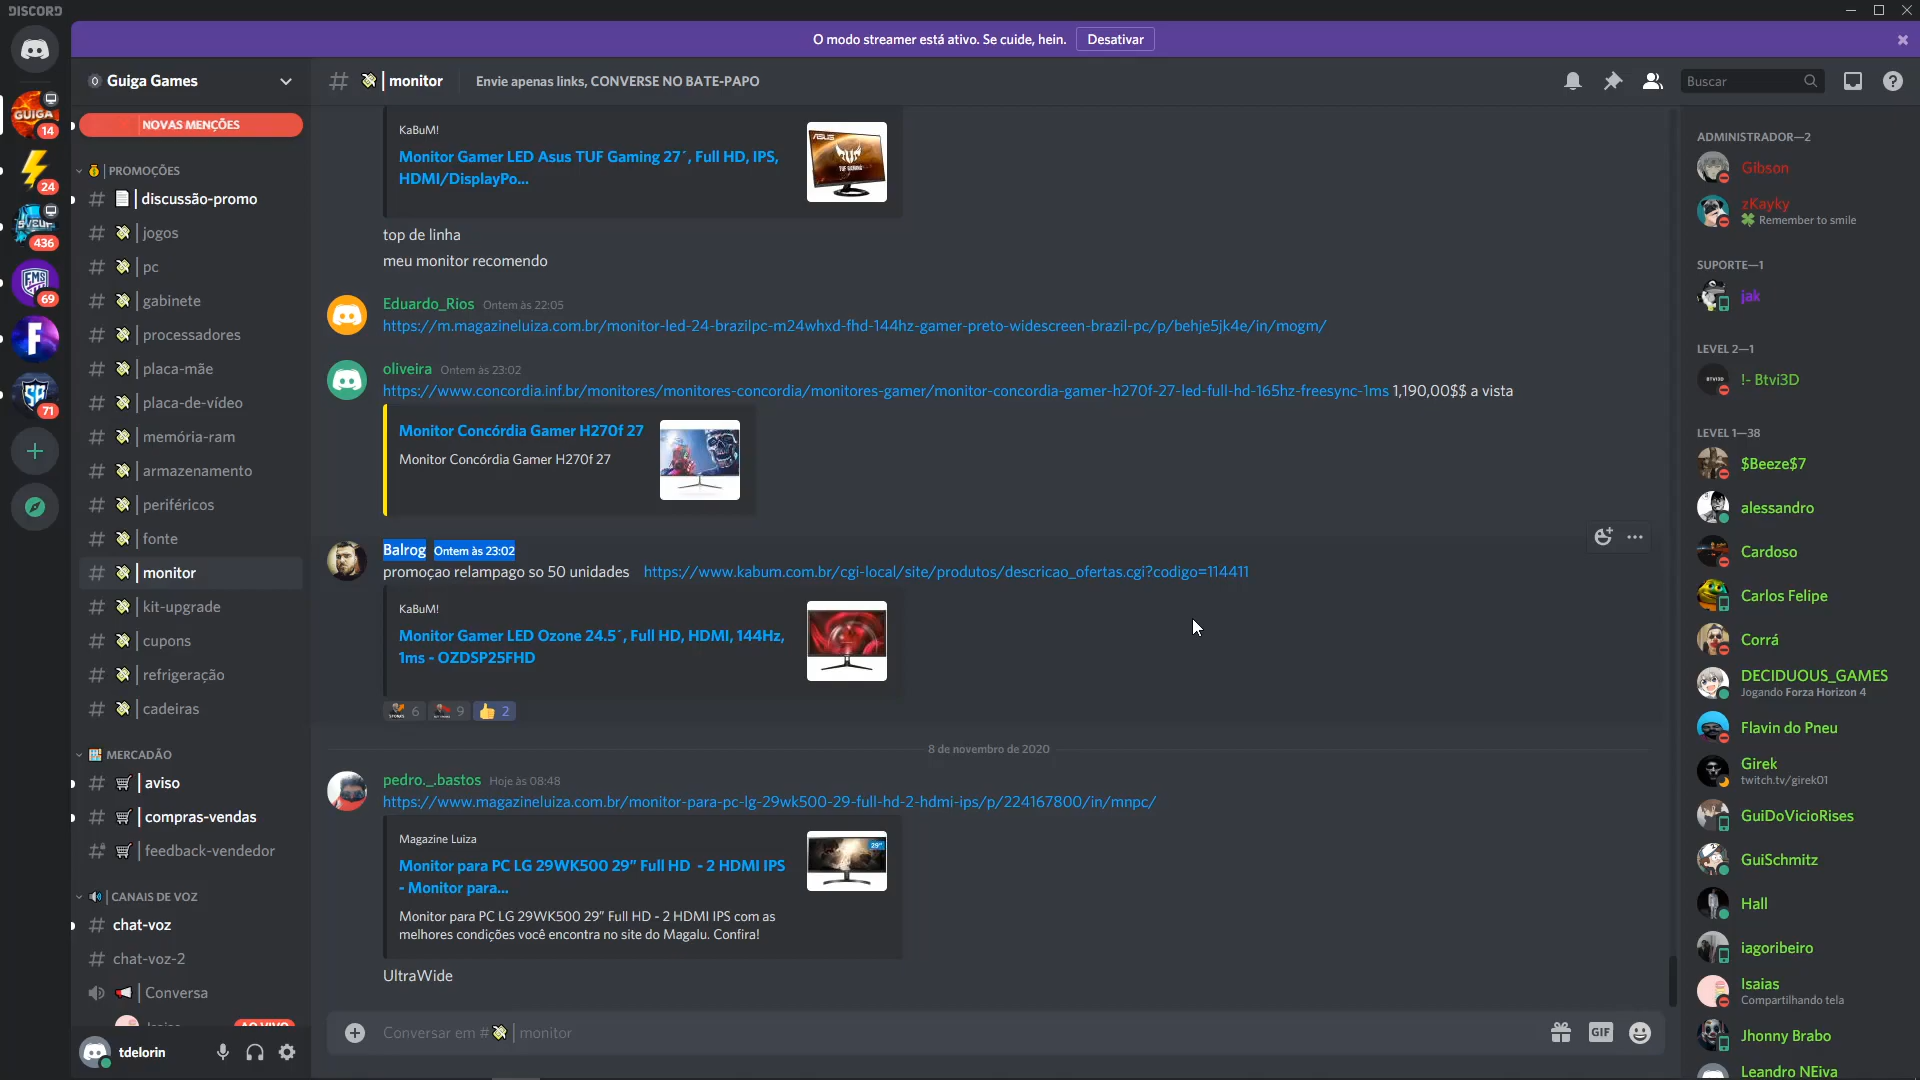 DISCORD
O modo streamer está ativo. Se cuide, hein.
Desativar
Guiga Games
monitor
Envie apenas links, CONVERSE NO BATE-PAPO
Buscar
GUIGA
14
24
436
69
71
NOVAS MENÇÕES
PROMOÇÕES
discussão-promo
jogos
pc
gabinete
processadores
placa-mãe
placa-de-vídeo
memória-ram
armazenamento
periféricos
fonte
monitor
kit-upgrade
cupons
refrigeração
cadeiras
MERCADÃO
aviso
compras-vendas
feedback-vendedor
CANAIS DE VOZ
chat-voz
chat-voz-2
Conversa
tdelorin
KaBuM!
Monitor Gamer LED Asus TUF Gaming 27´, Full HD, IPS,
HDMI/DisplayPo...
top de linha
meu monitor recomendo
Eduardo_Rios Ontem às 22:05
https://m.magazineluiza.com.br/monitor-led-24-brazilpc-m24whxd-fhd-144hz-gamer-preto-widescreen-brazil-pc/p/behje5jk4e/in/mogm/
oliveira Ontem às 23:02
https://www.concordia.inf.br/monitores/monitores-concordia/monitores-gamer/monitor-concordia-gamer-h270f-27-led-full-hd-165hz-freesync-1ms 1,190,00$$ a vista
Monitor Concórdia Gamer H270f 27
Monitor Concórdia Gamer H270f 27
Balrog Ontem às 23:02
promoçao relampago so 50 unidades https://www.kabum.com.br/cgi-local/site/produtos/descricao_ofertas.cgi?codigo=114411
KaBuM!
Monitor Gamer LED Ozone 24.5´, Full HD, HDMI, 144Hz,
1ms - OZDSP25FHD
6 9 2
8 de novembro de 2020
pedro._.bastos Hoje às 08:48
https://www.magazineluiza.com.br/monitor-para-pc-lg-29wk500-29-full-hd-2-hdmi-ips/p/224167800/in/mnpc/
Magazine Luiza
Monitor para PC LG 29WK500 29” Full HD - 2 HDMI IPS
- Monitor para...
Monitor para PC LG 29WK500 29” Full HD - 2 HDMI IPS com as
melhores condições você encontra no site do Magalu. Confira!
UltraWide
Conversar em # | monitor
GIF
ADMINISTRADOR—2
Gibson
zKayky
Remember to smile
SUPORTE—1
jak
LEVEL 2—1
!- Btvi3D
LEVEL 1—38
$Beeze$7
alessandro
Cardoso
Carlos Felipe
Corrá
DECIDUOUS_GAMES
Jogando Forza Horizon 4
Flavin do Pneu
Girek
twitch.tv/girek01
GuiDoVicioRises
GuiSchmitz
Hall
iagoribeiro
Isaias
Compartilhando tela
Jhonny Brabo
Leandro NEiva